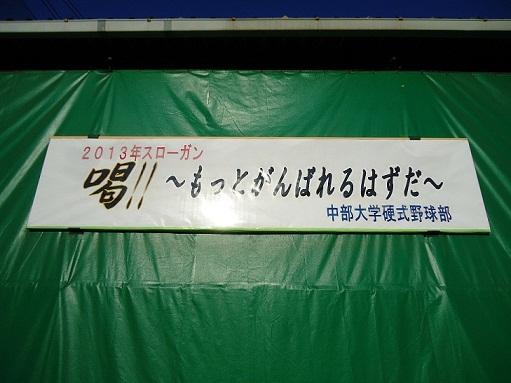 2013年スローガン
喝!! ～もっとがんばれるはずだ～
中部大学硬式野球部